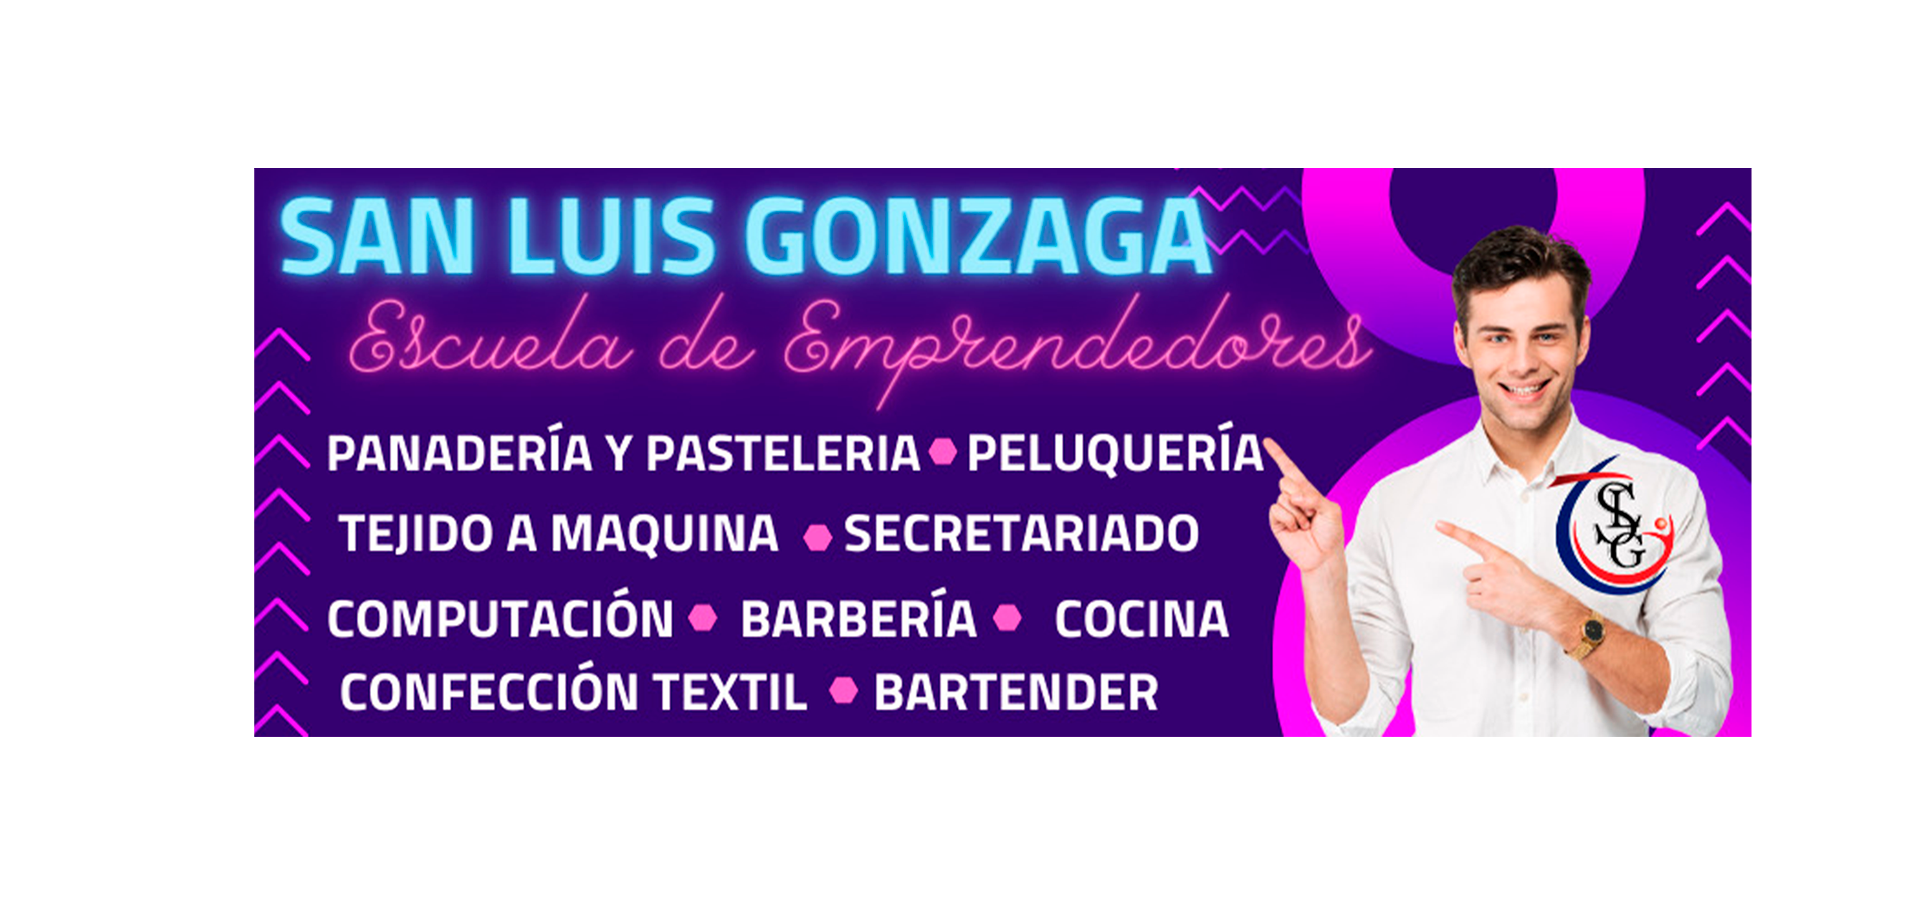 SAN LUIS GONZAGA
Escuela de Emprendedores
PANADERÍA Y PASTELERIA PELUQUERÍA
TEJIDO A MAQUINA SECRETARIADO
COMPUTACIÓN BARBERÍA COCINA
CONFECCIÓN TEXTIL BARTENDER
SLG